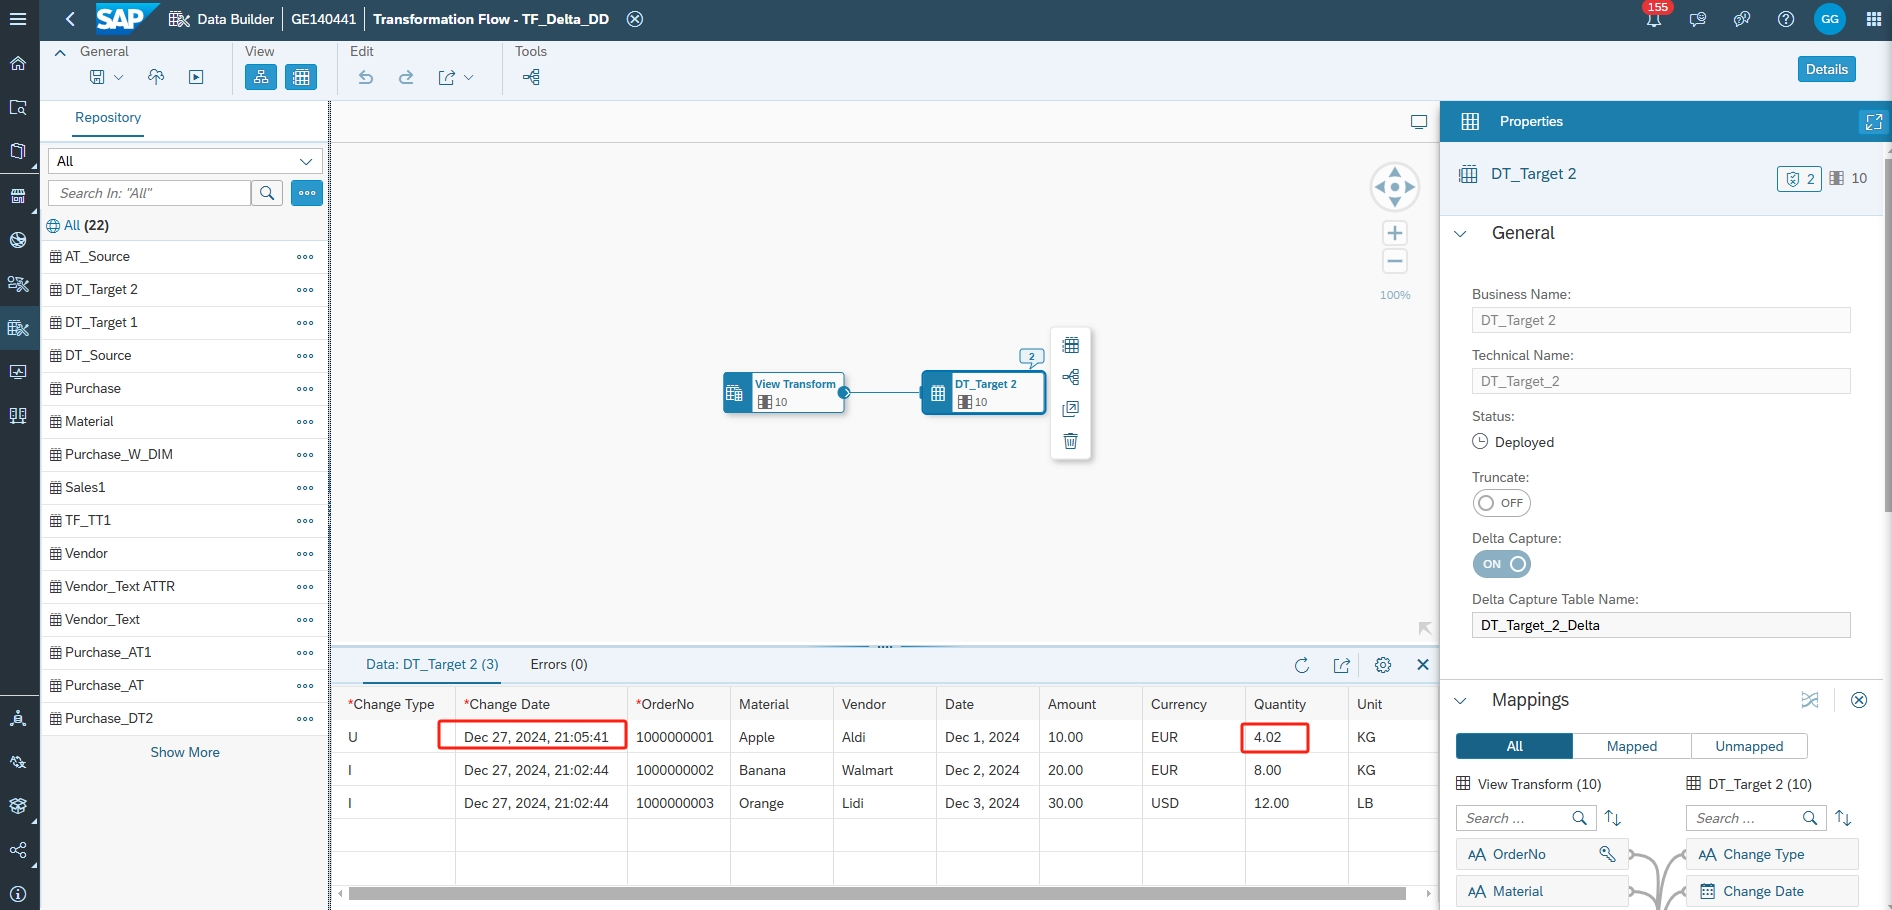 SAP Data Builder GE140441 Transformation Flow - TF_Delta_DD 155 GG
General View Edit Tools
Details
Repository
All
Search In: "All"
All (22)
AT_Source
DT_Target 2
DT_Target 1
DT_Source
Purchase
Material
Purchase_W_DIM
Sales1
TF_TT1
Vendor
Vendor_Text ATTR
Vendor_Text
Purchase_AT1
Purchase_AT
Purchase_DT2
Show More
100%
View Transform
10
2
DT_Target 2
10
Data: DT_Target 2 (3) Errors (0)
*Change Type *Change Date *OrderNo Material Vendor Date Amount Currency Quantity Unit
U Dec 27, 2024, 21:05:41 1000000001 Apple Aldi Dec 1, 2024 10.00 EUR 4.02 KG
I Dec 27, 2024, 21:02:44 1000000002 Banana Walmart Dec 2, 2024 20.00 EUR 8.00 KG
I Dec 27, 2024, 21:02:44 1000000003 Orange Lidi Dec 3, 2024 30.00 USD 12.00 LB
Properties
DT_Target 2 2 10
General
Business Name:
DT_Target 2
Technical Name:
DT_Target_2
Status:
Deployed
Truncate:
OFF
Delta Capture:
ON
Delta Capture Table Name:
DT_Target_2_Delta
Mappings
All Mapped Unmapped
View Transform (10) DT_Target 2 (10)
Search ... Search ...
AA OrderNo AA Change Type
AA Material Change Date